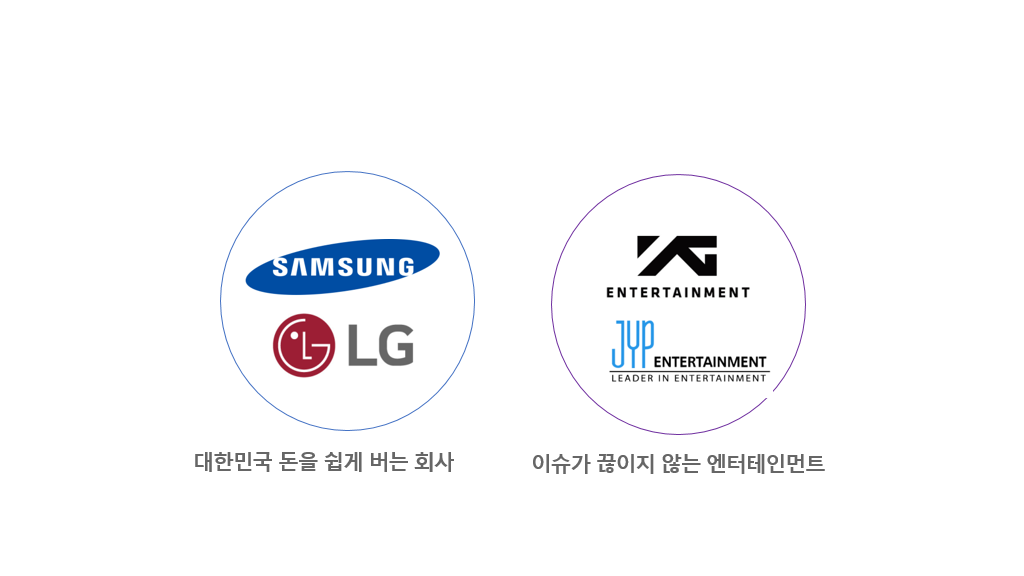 SAMSUNG
LG
YG
ENTERTAINMENT
JYP ENTERTAINMENT
LEADER IN ENTERTAINMENT
대한민국 돈을 쉽게 버는 회사
이슈가 끊이지 않는 엔터테인먼트